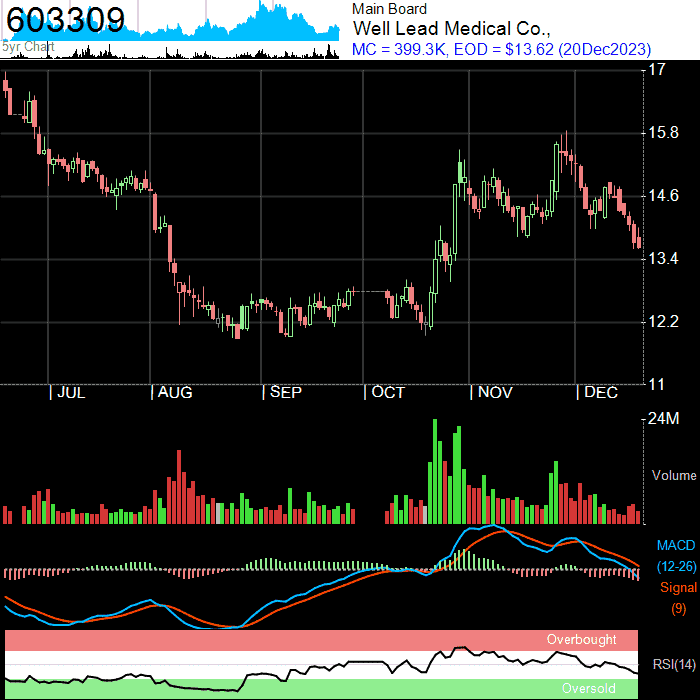 603309
5yr Chart
Main Board
Well Lead Medical Co.,
MC = 399.3K, EOD = $13.62 (20Dec2023)
17
15.8
14.6
13.4
12.2
11
JUL AUG SEP OCT NOV DEC
24M
Volume
MACD
(12-26)
Signal
(9)
Overbought
RSI(14)
Oversold